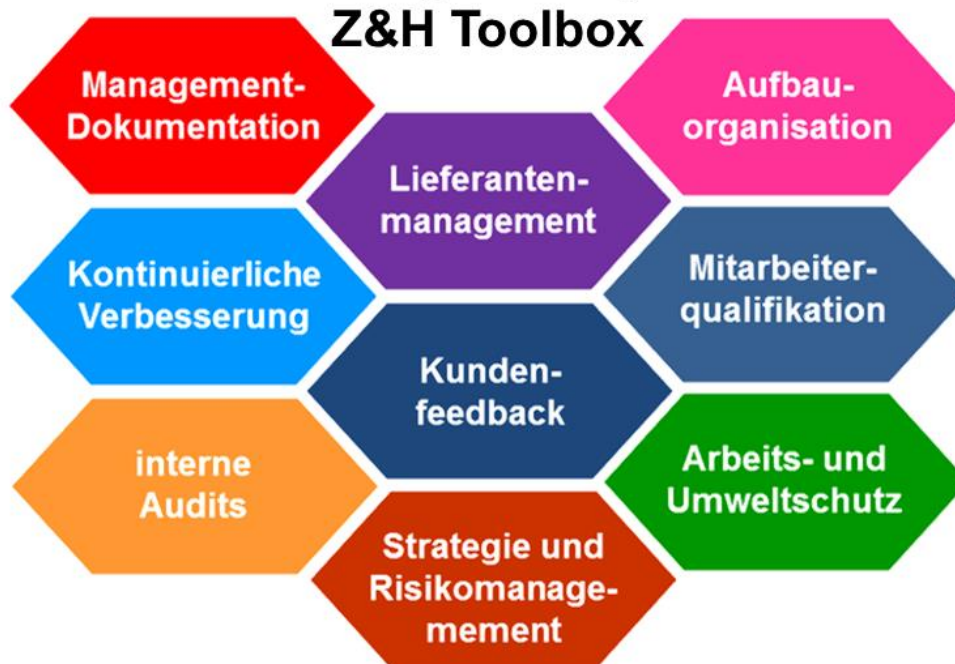 Z&H Toolbox
Management-
Dokumentation
Aufbau-
organisation
Lieferanten-
management
Kontinuierliche
Verbesserung
Mitarbeiter-
qualifikation
Kunden-
feedback
interne
Audits
Arbeits- und
Umweltschutz
Strategie und
Risikomanage-
mement